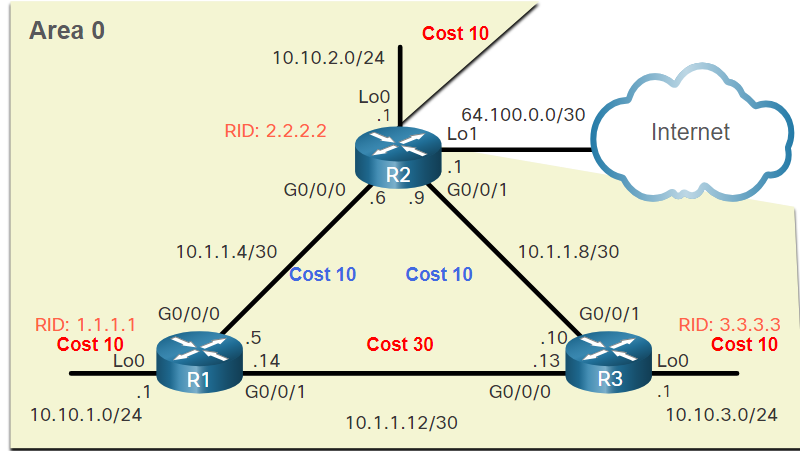 Area 0
Cost 10
10.10.2.0/24
Lo0
.1
64.100.0.0/30
RID: 2.2.2.2
Lo1
Internet
R2
.1
G0/0/0
.6
.9
G0/0/1
10.1.1.4/30
10.1.1.8/30
Cost 10
Cost 10
G0/0/0
G0/0/1
RID: 1.1.1.1
RID: 3.3.3.3
Cost 10
.5
Cost 30
.10
Cost 10
Lo0
.14
.13
Lo0
R1
R3
.1
G0/0/1
G0/0/0
.1
10.10.1.0/24
10.1.1.12/30
10.10.3.0/24